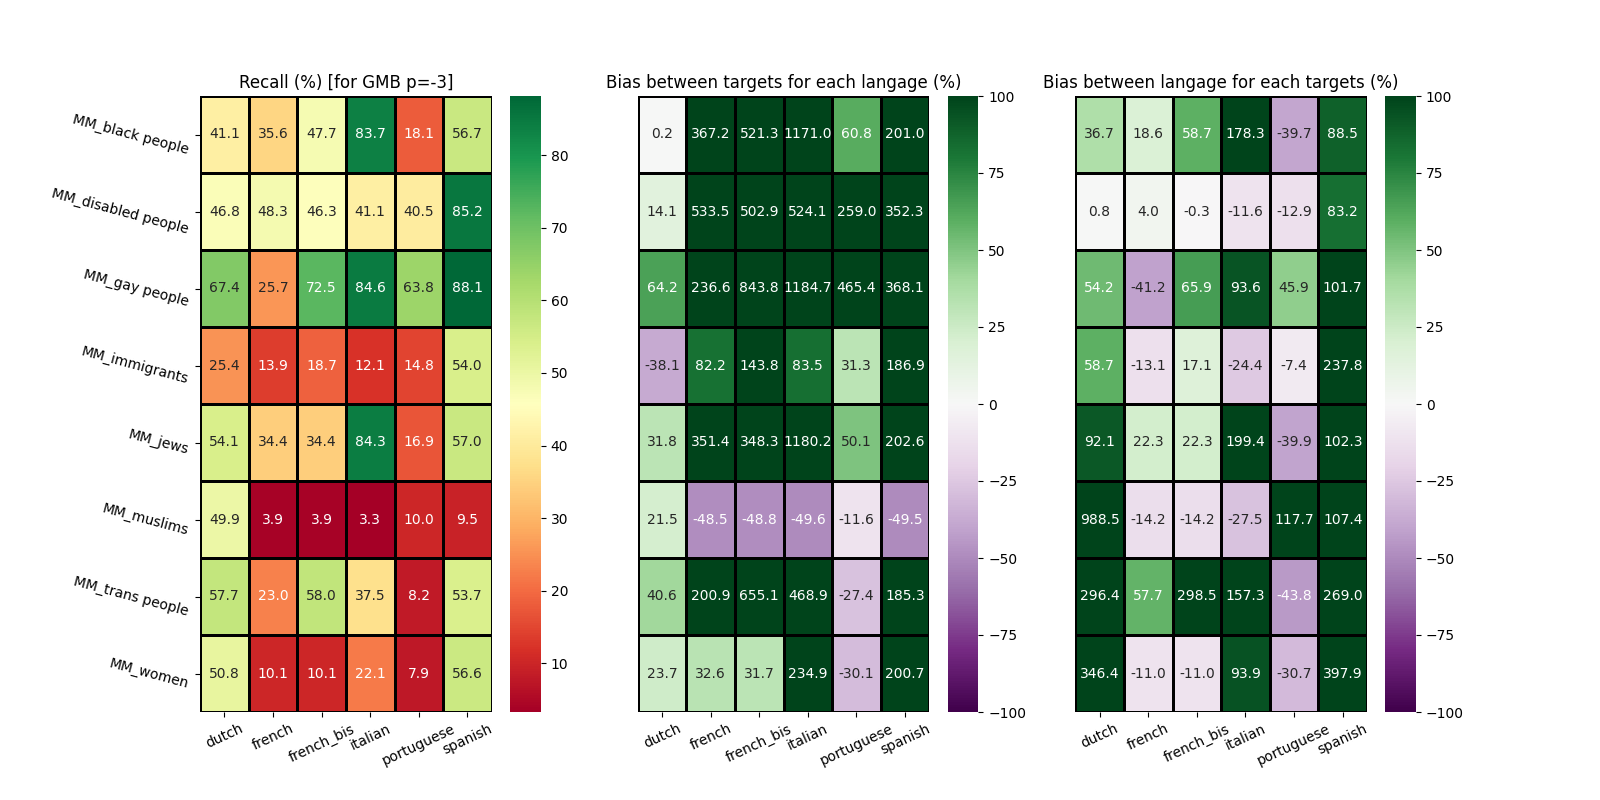 Recall (%) [for GMB p=-3]
Bias between targets for each langage (%)
Bias between langage for each targets (%)
MM_black people
41.1 35.6 47.7 83.7 18.1 56.7
0.2 367.2 521.3 1171.0 60.8 201.0
36.7 18.6 58.7 178.3 -39.7 88.5
MM_disabled people
46.8 48.3 46.3 41.1 40.5 85.2
14.1 533.5 502.9 524.1 259.0 352.3
0.8 4.0 -0.3 -11.6 -12.9 83.2
MM_gay people
67.4 25.7 72.5 84.6 63.8 88.1
64.2 236.6 843.8 1184.7 465.4 368.1
54.2 -41.2 65.9 93.6 45.9 101.7
MM_immigrants
25.4 13.9 18.7 12.1 14.8 54.0
-38.1 82.2 143.8 83.5 31.3 186.9
58.7 -13.1 17.1 -24.4 -7.4 237.8
MM_jews
54.1 34.4 34.4 84.3 16.9 57.0
31.8 351.4 348.3 1180.2 50.1 202.6
92.1 22.3 22.3 199.4 -39.9 102.3
MM_muslims
49.9 3.9 3.9 3.3 10.0 9.5
21.5 -48.5 -48.8 -49.6 -11.6 -49.5
988.5 -14.2 -14.2 -27.5 117.7 107.4
MM_trans people
57.7 23.0 58.0 37.5 8.2 53.7
40.6 200.9 655.1 468.9 -27.4 185.3
296.4 57.7 298.5 157.3 -43.8 269.0
MM_women
50.8 10.1 10.1 22.1 7.9 56.6
23.7 32.6 31.7 234.9 -30.1 200.7
346.4 -11.0 -11.0 93.9 -30.7 397.9
dutch french french_bis italian portuguese spanish
dutch french french_bis italian portuguese spanish
dutch french french_bis italian portuguese spanish
80
70
60
50
40
30
20
10
100
75
50
25
0
−25
−50
−75
−100
100
75
50
25
0
−25
−50
−75
−100